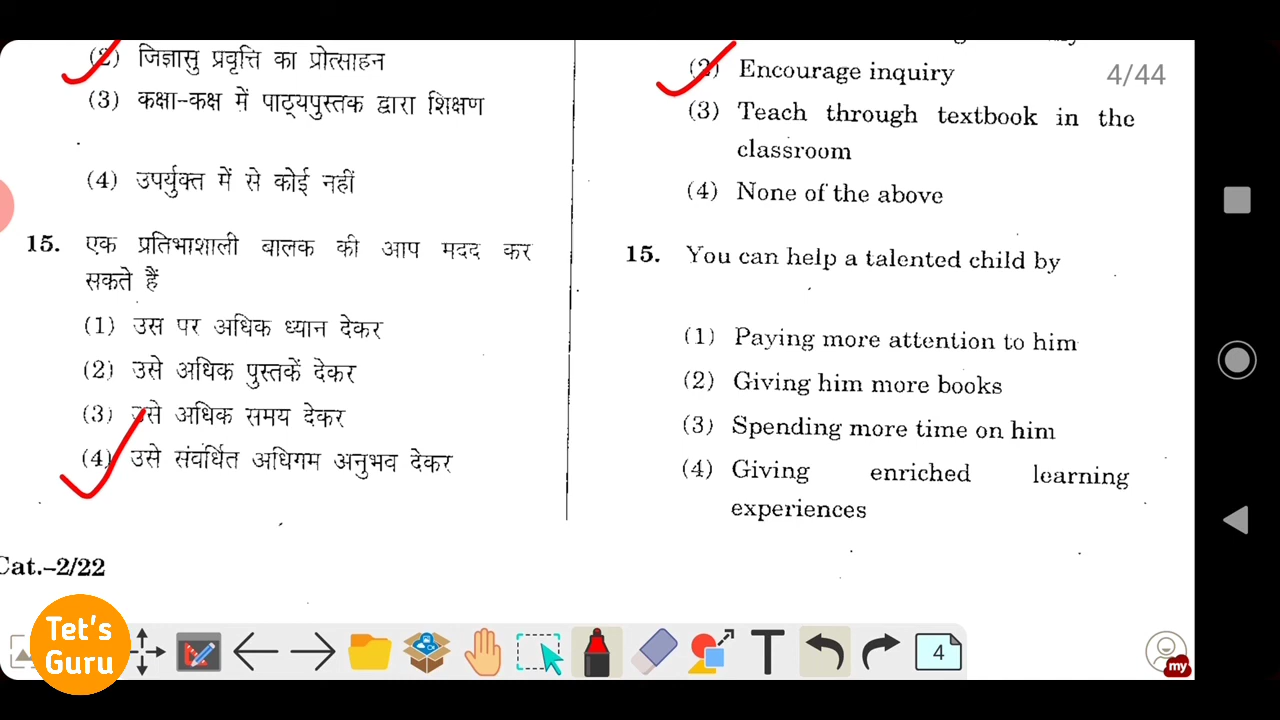 (2) जिज्ञासु प्रवृत्ति का प्रोत्साहन
(3) कक्षा-कक्ष में पाठ्यपुस्तक द्वारा शिक्षण
(4) उपर्युक्त में से कोई नहीं
15. एक प्रतिभाशाली बालक की आप मदद कर
सकते हैं
(1) उस पर अधिक ध्यान देकर
(2) उसे अधिक पुस्तकें देकर
(3) उसे अधिक समय देकर
(4) उसे संवर्धित अधिगम अनुभव देकर
Cat.-2/22
(2) Encourage inquiry
4/44
(3) Teach through textbook in the
classroom
(4) None of the above
15. You can help a talented child by
(1) Paying more attention to him
(2) Giving him more books
(3) Spending more time on him
(4) Giving enriched learning
experiences
Tet's
Guru
T
4
my